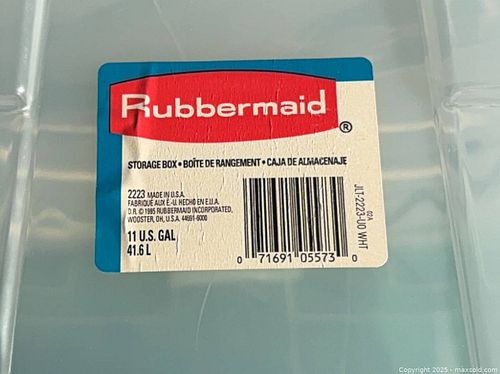 Rubbermaid®
STORAGE BOX • BOÎTE DE RANGEMENT • CAJA DE ALMACENAJE
2223 MADE IN U.S.A.
FABRIQUÉ AUX É.-U. HECHO EN E.U.A.
D.R. © 1995 RUBBERMAID INCORPORATED,
WOOSTER, OH, U.S.A. 44691-6000
11 U.S. GAL
41.6 L
0 71691 05573 0
02A
JLT-2223-U0 WHT
Copyright 2025 - maxsold.com